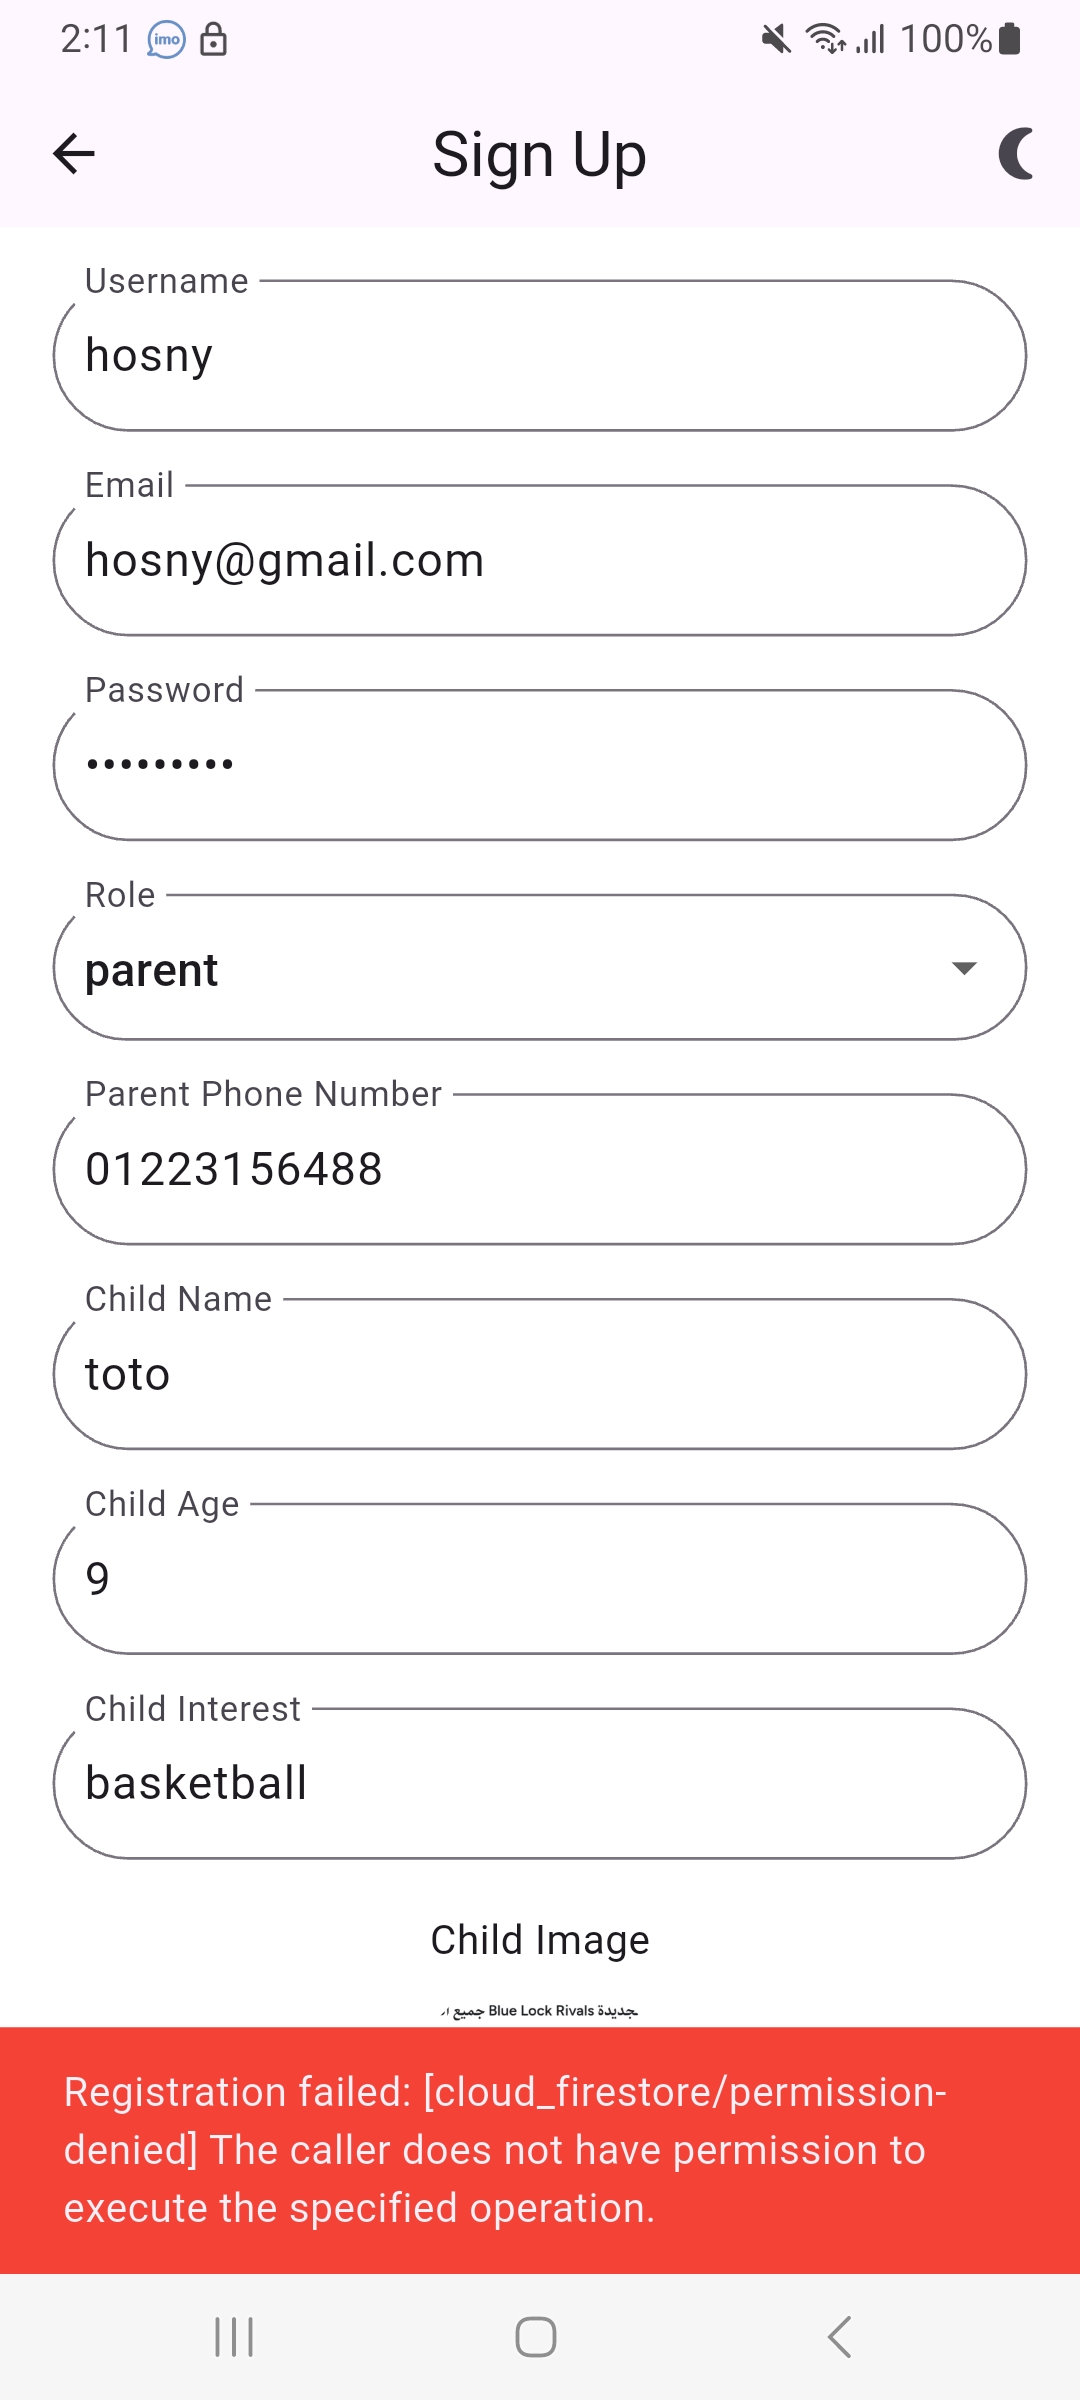 2:11 imo 100%
Sign Up
Username
hosny
Email
hosny@gmail.com
Password
•••••••••
Role
parent
Parent Phone Number
01223156488
Child Name
toto
Child Age
9
Child Interest
basketball
Child Image
جديدة Blue Lock Rivals جميع
Registration failed: [cloud_firestore/permission-
denied] The caller does not have permission to
execute the specified operation.